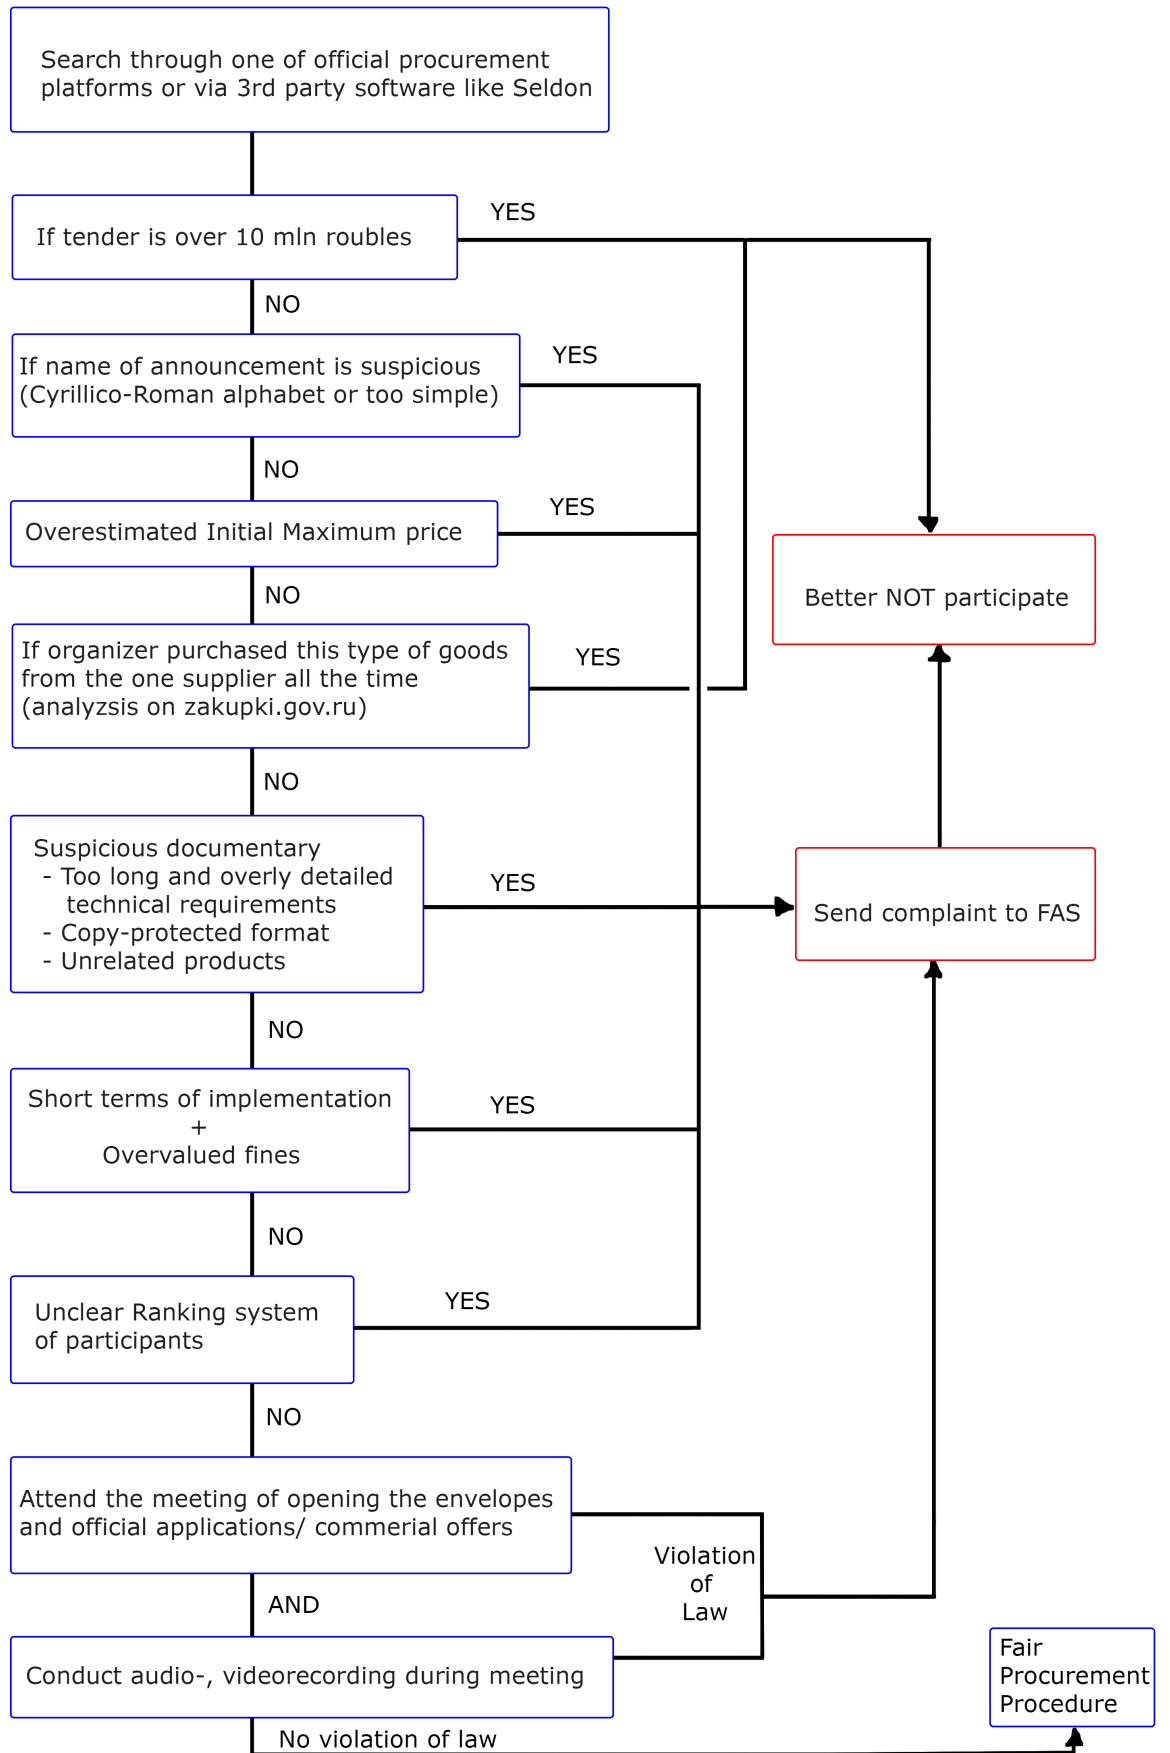 Search through one of official procurement
platforms or via 3rd party software like Seldon
If tender is over 10 mln roubles
YES
NO
If name of announcement is suspicious
(Cyrillico-Roman alphabet or too simple)
YES
NO
Overestimated Initial Maximum price
YES
NO
If organizer purchased this type of goods
from the one supplier all the time
(analyzsis on zakupki.gov.ru)
YES
Better NOT participate
NO
Suspicious documentary
- Too long and overly detailed
technical requirements
- Copy-protected format
- Unrelated products
YES
Send complaint to FAS
NO
Short terms of implementation
+
Overvalued fines
YES
NO
Unclear Ranking system
of participants
YES
NO
Attend the meeting of opening the envelopes
and official applications/ commerial offers
Violation
of
Law
AND
Conduct audio-, videorecording during meeting
No violation of law
Fair
Procurement
Procedure